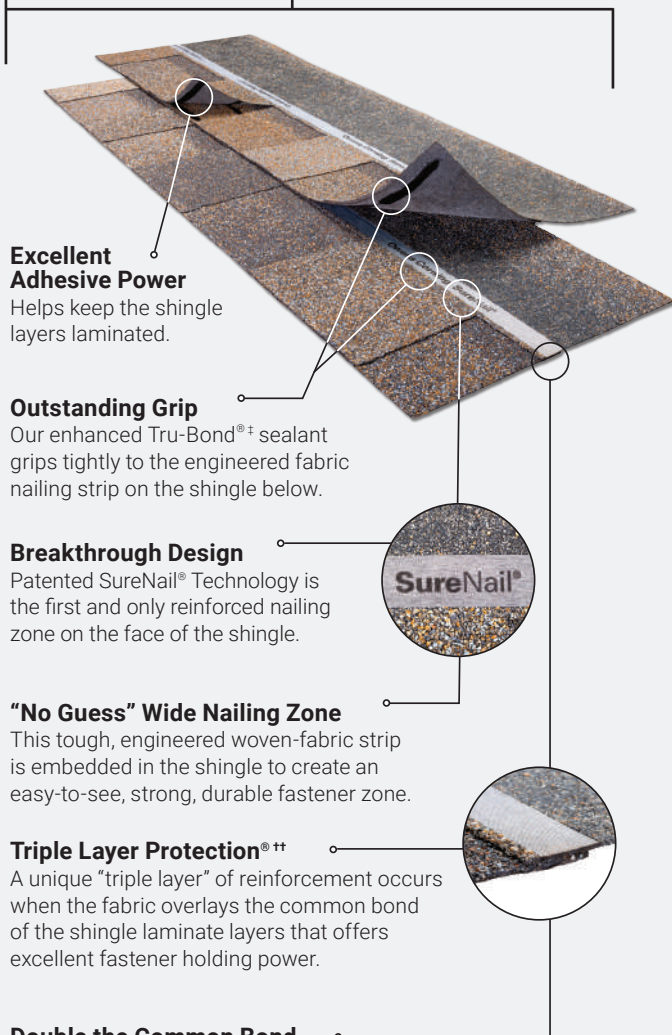 Excellent
Adhesive Power
Helps keep the shingle
layers laminated.
Outstanding Grip
Our enhanced Tru-Bond®‡ sealant
grips tightly to the engineered fabric
nailing strip on the shingle below.
Breakthrough Design
Patented SureNail® Technology is
the first and only reinforced nailing
zone on the face of the shingle.
SureNail®
“No Guess” Wide Nailing Zone
This tough, engineered woven-fabric strip
is embedded in the shingle to create an
easy-to-see, strong, durable fastener zone.
Triple Layer Protection®††
A unique “triple layer” of reinforcement occurs
when the fabric overlays the common bond
of the shingle laminate layers that offers
excellent fastener holding power.
Double the Common Bond